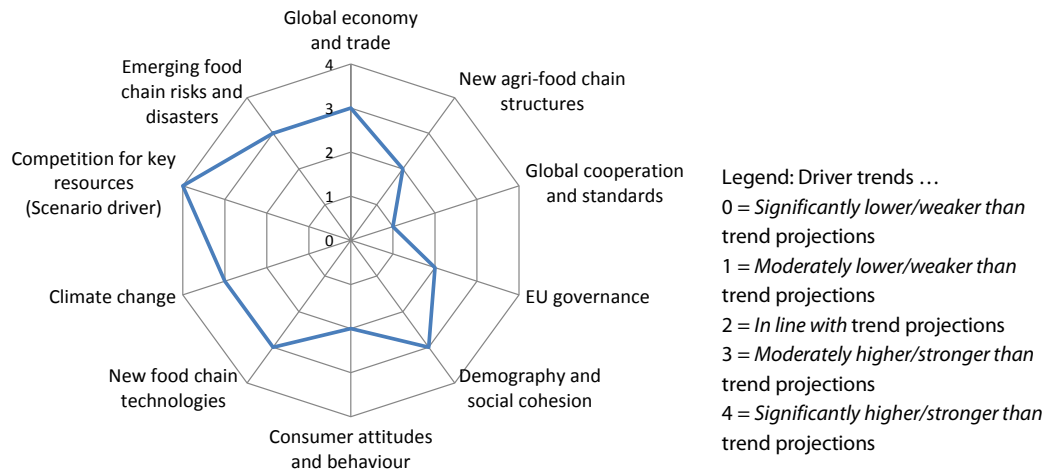 Global economy
and trade
New agri-food chain
structures
Global cooperation
and standards
EU governance
Demography and
social cohesion
Consumer attitudes
and behaviour
New food chain
technologies
Climate change
Competition for key
resources
(Scenario driver)
Emerging food
chain risks and
disasters
4
3
2
1
0
Legend: Driver trends …
0 = Significantly lower/weaker than
trend projections
1 = Moderately lower/weaker than
trend projections
2 = In line with trend projections
3 = Moderately higher/stronger than
trend projections
4 = Significantly higher/stronger than
trend projections